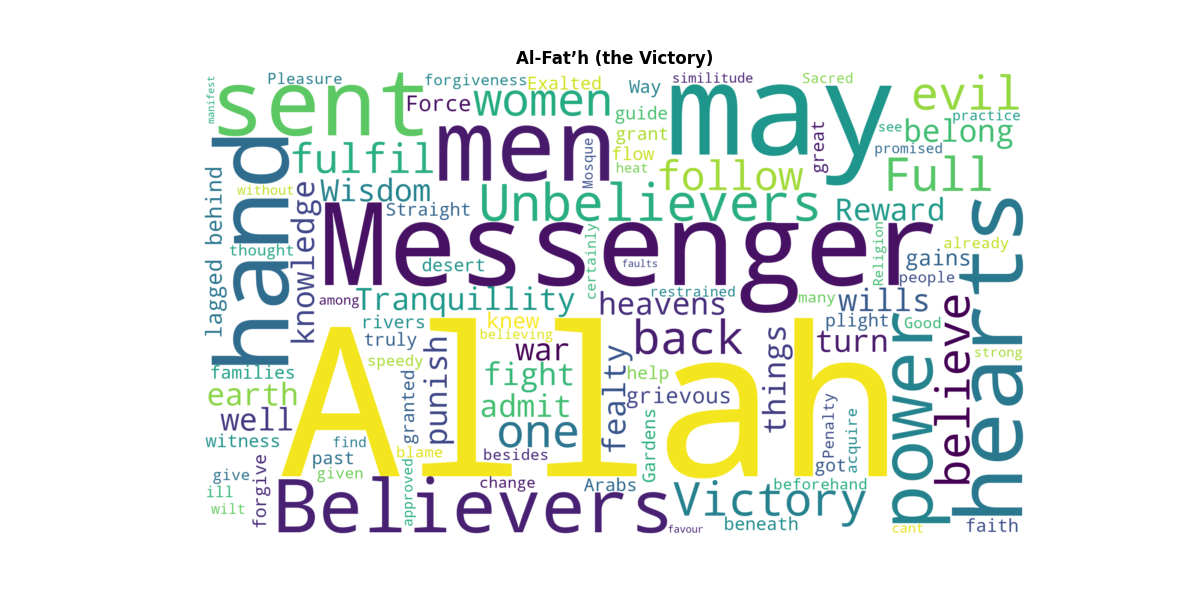 Al-Fat’h (the Victory)
manifest
Pleasure
forgiveness
Exalted
Way
similitude
Sacred
sent
Force
women
guide
may
evil
practice
men
grant
great
see
belong
flow
promised
fulfil
Mosque
heat
follow
Full
hand
lagged behind
without
Wisdom
knowledge
Straight
Unbelievers
Reward
hearts
thought
Messenger
desert
certainly
faults
Religion
already
gains
people
among
Tranquillity
restrained
heavens
many
wills
rivers
knew
believing
truly
back
things
plight
Good
turn
power
believe
strong
families
speedy
punish
war
fight
fealty
help
grievous
earth
Allah
granted
admit
well
one
Gardens
Penalty
acquire
witness
find
past
blame
besides
got
give
given
forgive
approved
ill
wilt
change
Arabs
beforehand
Believers
Victory
favour
beneath
cant
faith